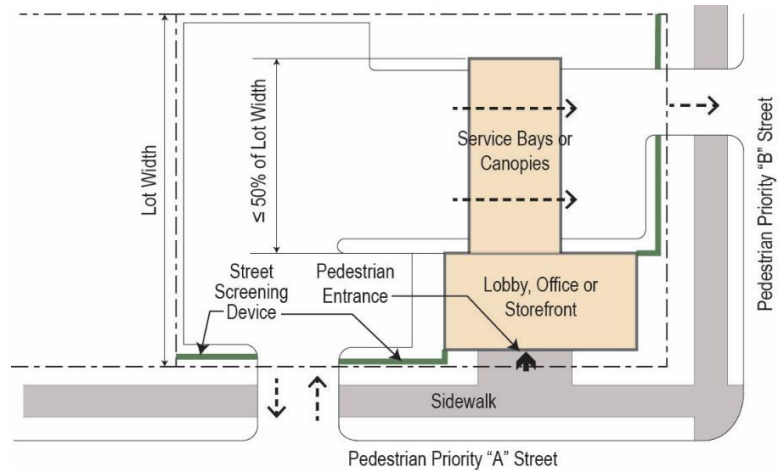 Lot Width
≤ 50% of Lot Width
Service Bays or
Canopies
Pedestrian Priority "B" Street
Street
Screening
Device
Pedestrian
Entrance
Lobby, Office or
Storefront
Sidewalk
Pedestrian Priority "A" Street